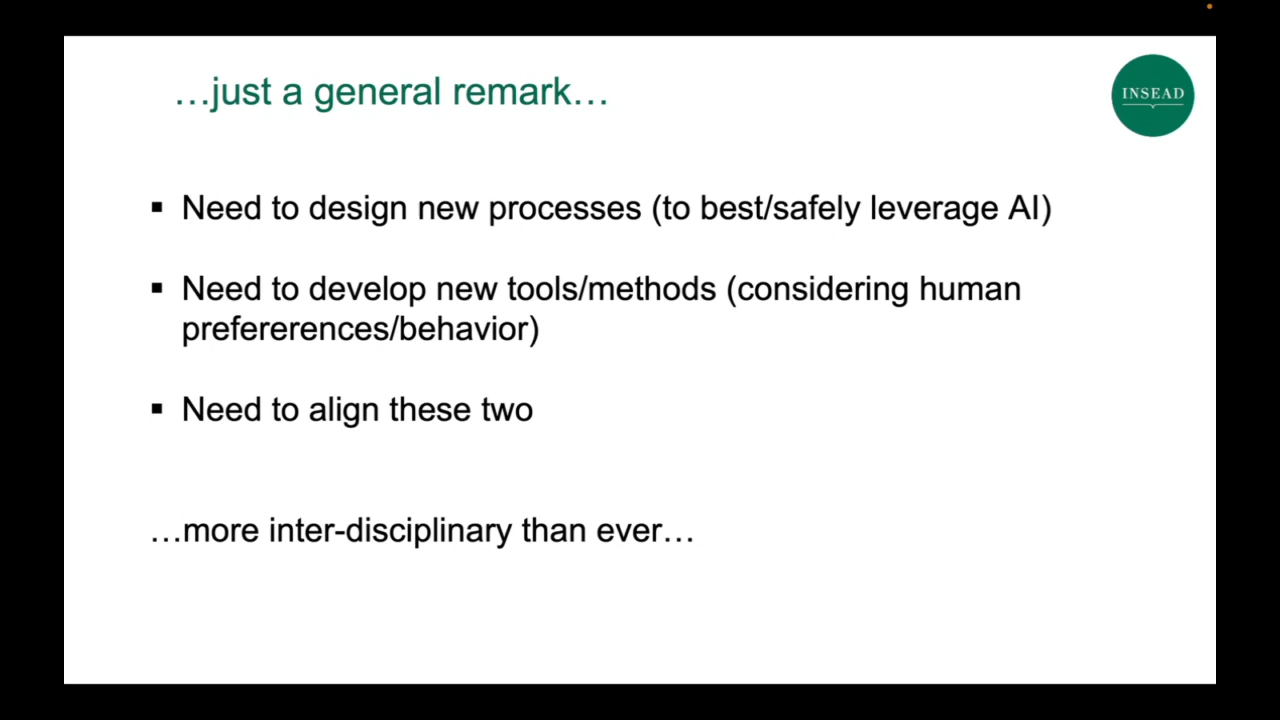 …just a general remark…
INSEAD
▪ Need to design new processes (to best/safely leverage AI)
▪ Need to develop new tools/methods (considering human
prefererences/behavior)
▪ Need to align these two
…more inter-disciplinary than ever…